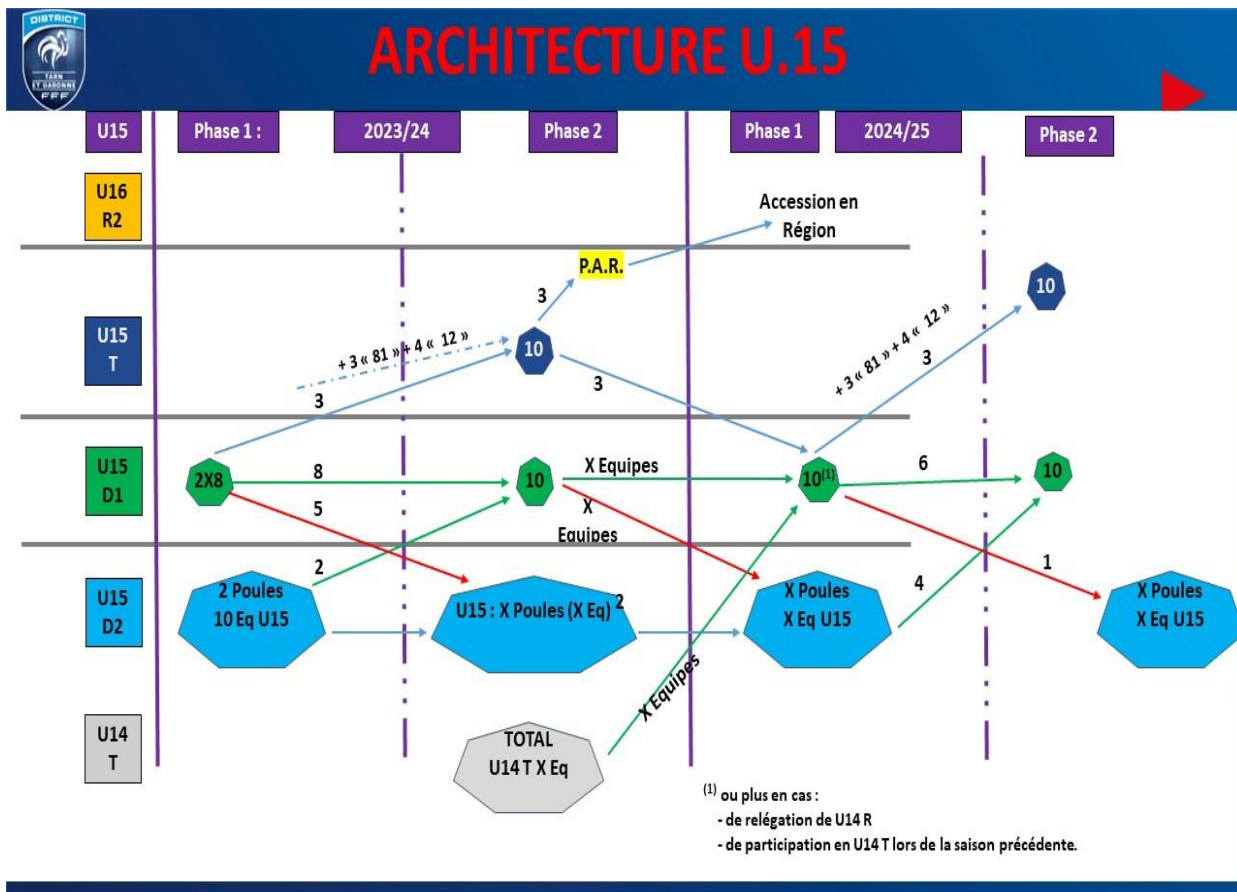 DISTRICT
TARN
ET GARONNE
FFF
ARCHITECTURE U.15
U15
Phase 1 :
2023/24
Phase 2
Phase 1
2024/25
Phase 2
U16
R2
Accession en
Région
P.A.R.
3
10
U15
T
10
+ 3 « 81 » + 4 « 12 »
3
3
+ 3 « 81 » + 4 « 12 »
3
U15
D1
2X8
8
5
10
X Equipes
X
Equipes
10(1)
6
10
2
1
4
U15
D2
2 Poules
10 Eq U15
U15 : X Poules (X Eq) 2
X Poules
X Eq U15
X Poules
X Eq U15
X Equipes
U14
T
TOTAL
U14 T X Eq
(1) ou plus en cas :
- de relégation de U14 R
- de participation en U14 T lors de la saison précédente.